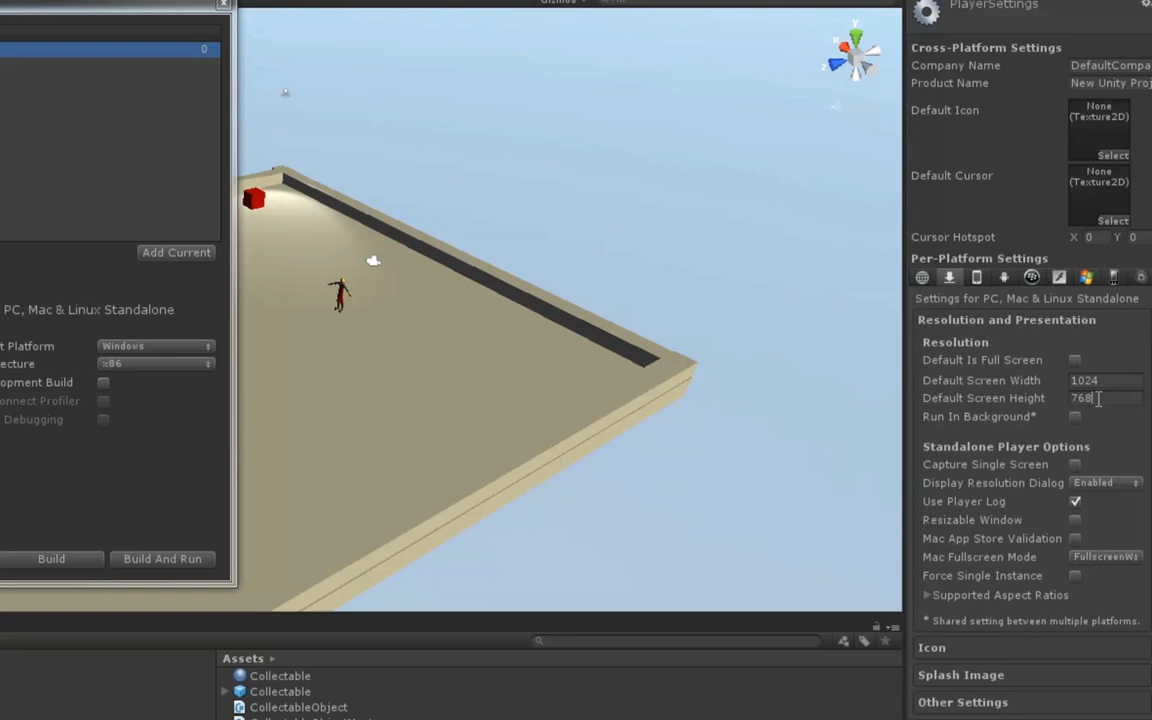 Gizmos
0
Add Current
PC, Mac & Linux Standalone
t Platform Windows
ecture x86
opment Build
onnect Profiler
Debugging
Build Build And Run
y
x
z
Assets
Collectable
Collectable
CollectableObject
PlayerSettings
Cross-Platform Settings
Company Name DefaultCompa
Product Name New Unity Proj
Default Icon None
(Texture2D)
Select
Default Cursor None
(Texture2D)
Select
Cursor Hotspot X 0 Y 0
Per-Platform Settings
Settings for PC, Mac & Linux Standalone
Resolution and Presentation
Resolution
Default Is Full Screen
Default Screen Width 1024
Default Screen Height 768
Run In Background*
Standalone Player Options
Capture Single Screen
Display Resolution Dialog Enabled
Use Player Log
Resizable Window
Mac App Store Validation
Mac Fullscreen Mode FullscreenW
Force Single Instance
Supported Aspect Ratios
* Shared setting between multiple platforms.
Icon
Splash Image
Other Settings